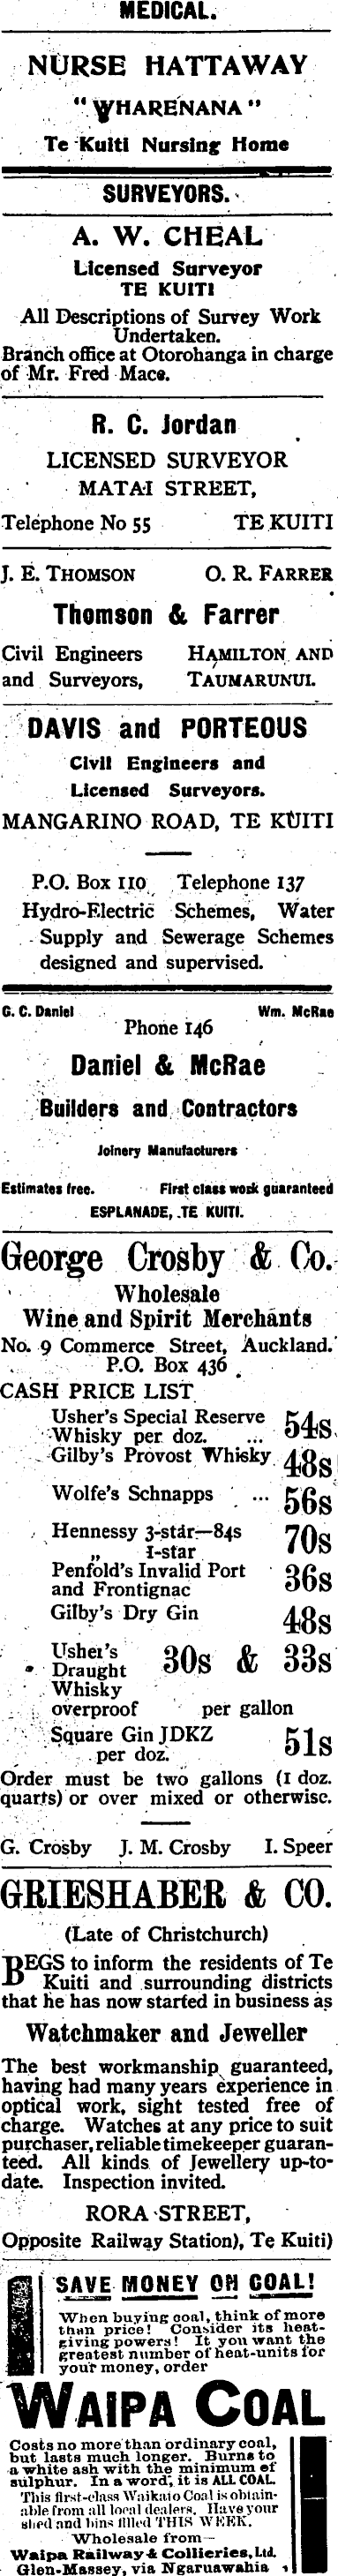 MEDICAL.
NURSE HATTAWAY
"WHARENANA"
Te Kuiti Nursing Home
SURVEYORS.
A. W. CHEAL
Licensed Surveyor
TE KUITI
All Descriptions of Survey Work
Undertaken.
Branch office at Otorohanga in charge
of Mr. Fred Mace.
R. C. Jordan
LICENSED SURVEYOR
MATAI STREET,
Telephone No 55 TE KUITI
J. E. THOMSON O. R. FARRER
Thomson & Farrer
Civil Engineers HAMILTON AND
and Surveyors, TAUMARUNUI.
DAVIS and PORTEOUS
Civil Engineers and
Licensed Surveyors.
MANGARINO ROAD, TE KUITI
P.O. Box 110 Telephone 137
Hydro-Electric Schemes, Water
Supply and Sewerage Schemes
designed and supervised.
G. C. Daniel Wm. McRae
Phone 146
Daniel & McRae
Builders and Contractors
Joinery Manufacturers
Estimates free. First class work guaranteed
ESPLANADE, TE KUITI.
George Crosby & Co.
Wholesale
Wine and Spirit Merchants
No. 9 Commerce Street, Auckland.
P.O. Box 436
CASH PRICE LIST
Usher's Special Reserve
Whisky per doz. ... 54s
Gilby's Provost Whisky 48s
Wolfe's Schnapps ... 56s
Hennessy 3-star—84s
„ 1-star 70s
Penfold's Invalid Port
and Frontignac 36s
Gilby's Dry Gin 48s
Usher's
Draught 30s & 33s
Whisky
overproof per gallon
Square Gin JDKZ
per doz. 51s
Order must be two gallons (1 doz.
quarts) or over mixed or otherwise.
G. Crosby J. M. Crosby I. Speer
GRIESHABER & CO.
(Late of Christchurch)
BEGS to inform the residents of Te
Kuiti and surrounding districts
that he has now started in business as
Watchmaker and Jeweller
The best workmanship guaranteed,
having had many years experience in
optical work, sight tested free of
charge. Watches at any price to suit
purchaser, reliable timekeeper guaran-
teed. All kinds of Jewellery up-to-
date. Inspection invited.
RORA STREET,
Opposite Railway Station), Te Kuiti)
SAVE MONEY ON COAL!
When buying coal, think of more
than price! Consider its heat-
giving powers! If you want the
greatest number of heat-units for
your money, order
WAIPA COAL
Costs no more than ordinary coal,
but lasts much longer. Burns to
a white ash with the minimum of
sulphur. In a word, it is ALL COAL.
This first-class Waikato Coal is obtain-
able from all local dealers. Have your
shed and bins filled THIS WEEK.
Wholesale from—
Waipa Railway & Collieries, Ltd.
Glen-Massey, via Ngaruawahia